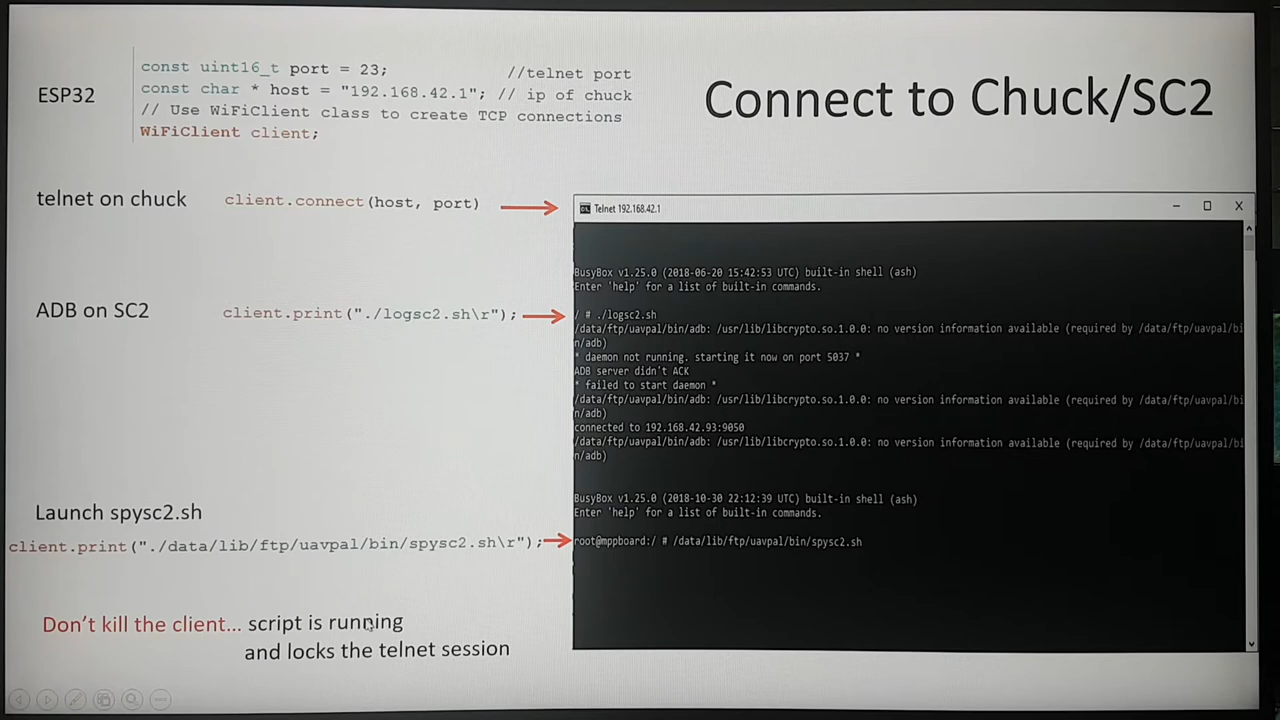 Connect to Chuck/SC2
ESP32
const uint16_t port = 23; //telnet port
const char * host = "192.168.42.1"; // ip of chuck
// Use WiFiClient class to create TCP connections
WiFiClient client;
telnet on chuck client.connect(host, port)
ADB on SC2 client.print("./logsc2.sh\r");
Launch spysc2.sh
client.print("./data/lib/ftp/uavpal/bin/spysc2.sh\r");
Don't kill the client... script is running
and locks the telnet session
Telnet 192.168.42.1
BusyBox v1.25.0 (2018-06-20 15:42:53 UTC) built-in shell (ash)
Enter 'help' for a list of built-in commands.
/ # ./logsc2.sh
/data/ftp/uavpal/bin/adb: /usr/lib/libcrypto.so.1.0.0: no version information available (required by /data/ftp/uavpal/bi
n/adb)
* daemon not running. starting it now on port 5037 *
ADB server didn't ACK
* failed to start daemon *
/data/ftp/uavpal/bin/adb: /usr/lib/libcrypto.so.1.0.0: no version information available (required by /data/ftp/uavpal/bi
n/adb)
connected to 192.168.42.93:9050
/data/ftp/uavpal/bin/adb: /usr/lib/libcrypto.so.1.0.0: no version information available (required by /data/ftp/uavpal/bi
n/adb)
BusyBox v1.25.0 (2018-10-30 22:12:39 UTC) built-in shell (ash)
Enter 'help' for a list of built-in commands.
root@mppboard:/ # /data/lib/ftp/uavpal/bin/spysc2.sh